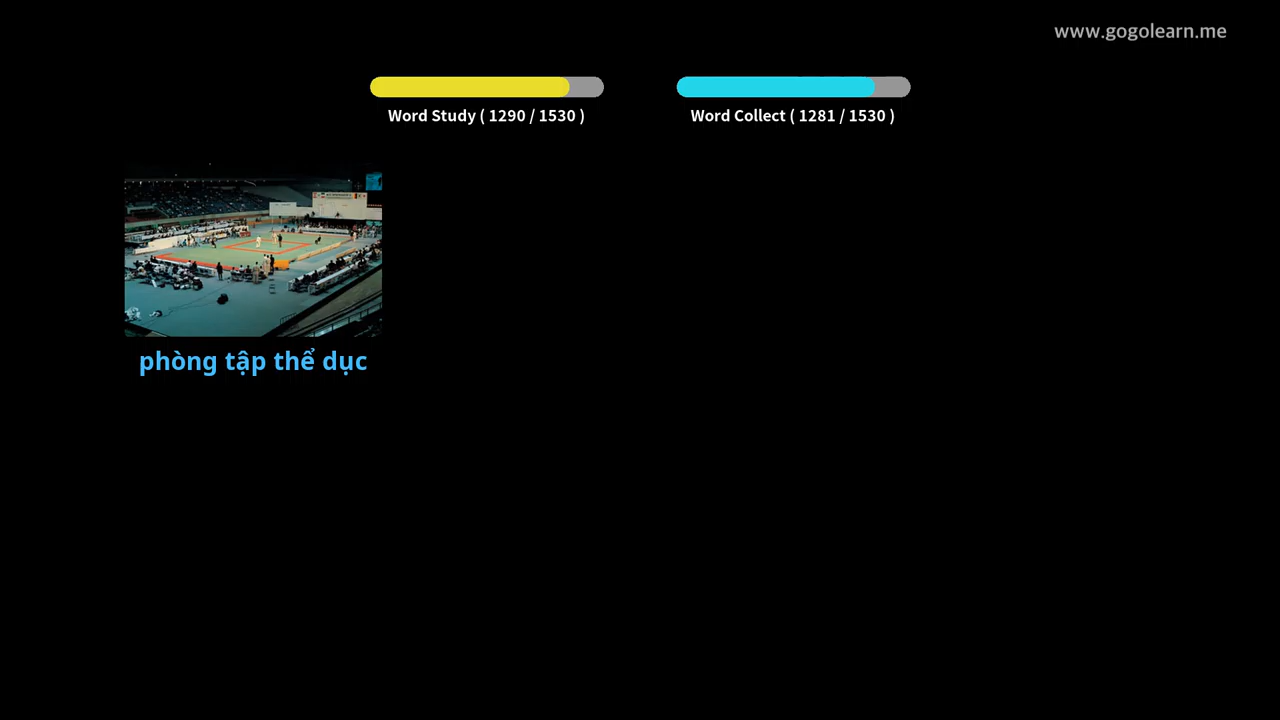 www.gogolearn.me
Word Study ( 1290 / 1530 )
Word Collect ( 1281 / 1530 )
phòng tập thể dục